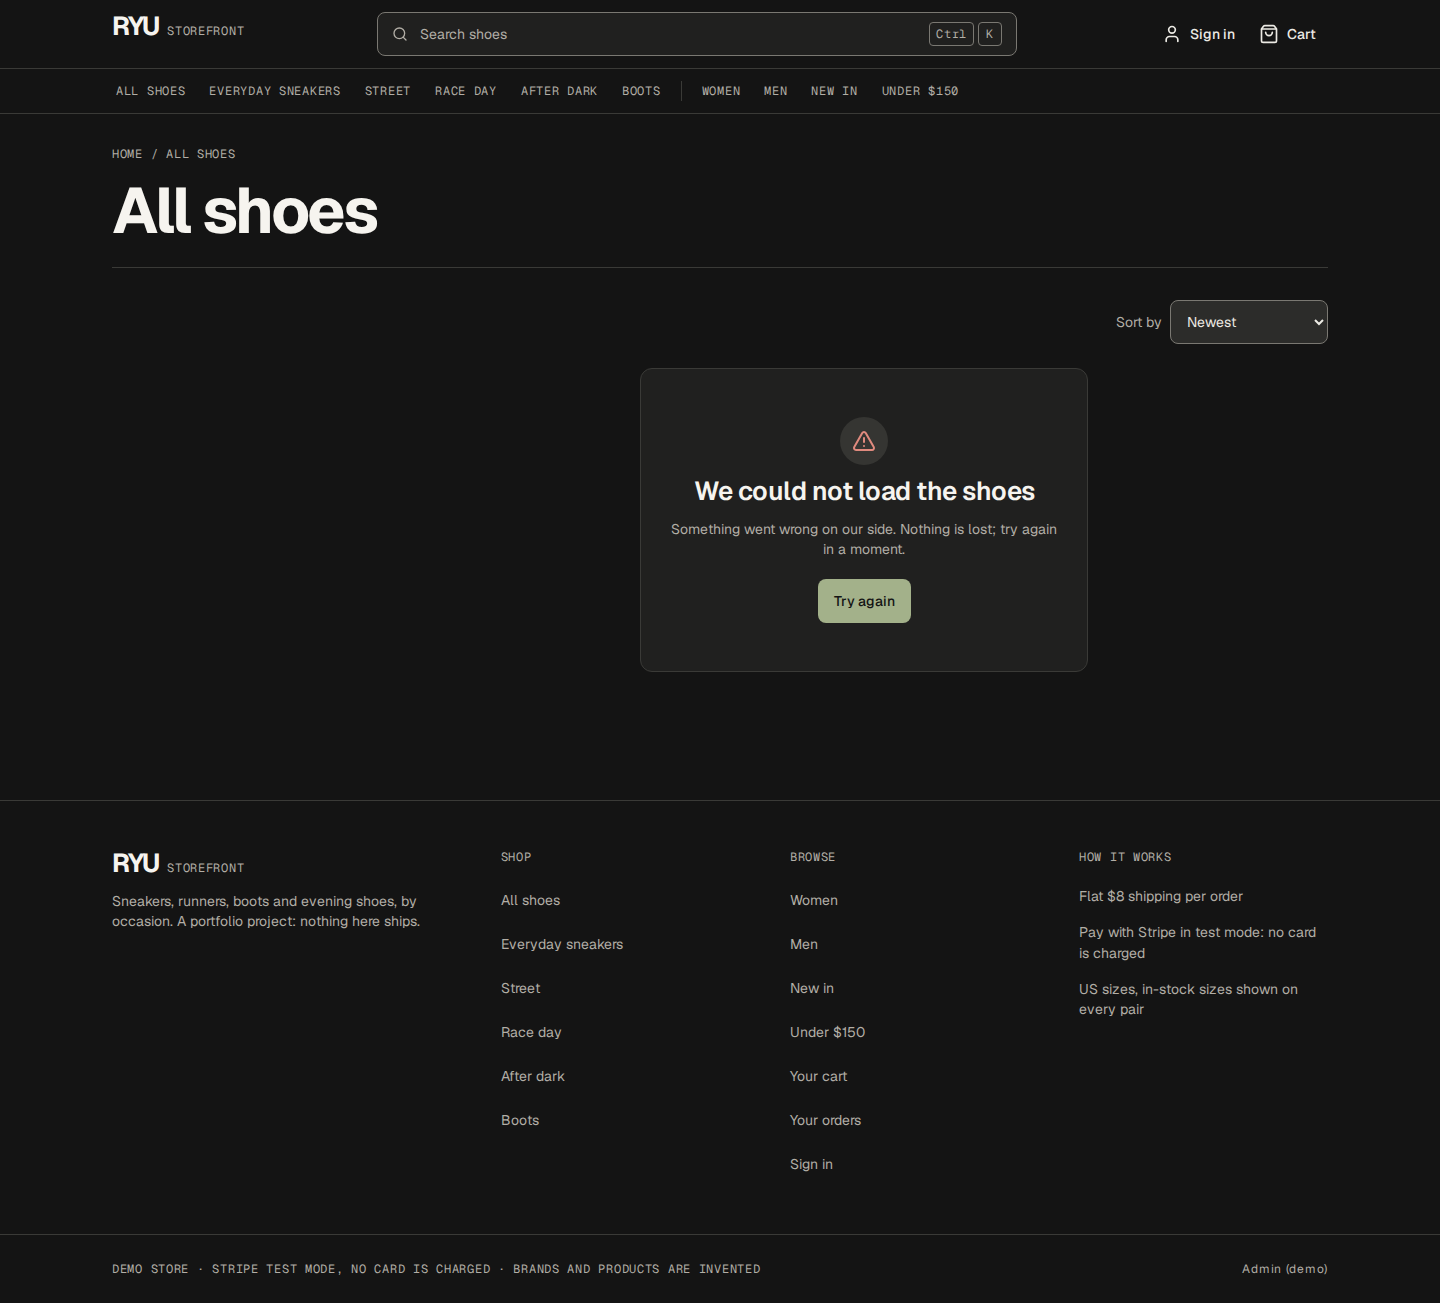 RYU STOREFRONT
Search shoes
Ctrl K
Sign in
Cart
ALL SHOES EVERYDAY SNEAKERS STREET RACE DAY AFTER DARK BOOTS WOMEN MEN NEW IN UNDER $150
HOME / ALL SHOES
All shoes
Sort by Newest
We could not load the shoes
Something went wrong on our side. Nothing is lost; try again
in a moment.
Try again
RYU STOREFRONT
Sneakers, runners, boots and evening shoes, by
occasion. A portfolio project: nothing here ships.
SHOP
All shoes
Everyday sneakers
Street
Race day
After dark
Boots
BROWSE
Women
Men
New in
Under $150
Your cart
Your orders
Sign in
HOW IT WORKS
Flat $8 shipping per order
Pay with Stripe in test mode: no card
is charged
US sizes, in-stock sizes shown on
every pair
DEMO STORE · STRIPE TEST MODE, NO CARD IS CHARGED · BRANDS AND PRODUCTS ARE INVENTED
Admin (demo)